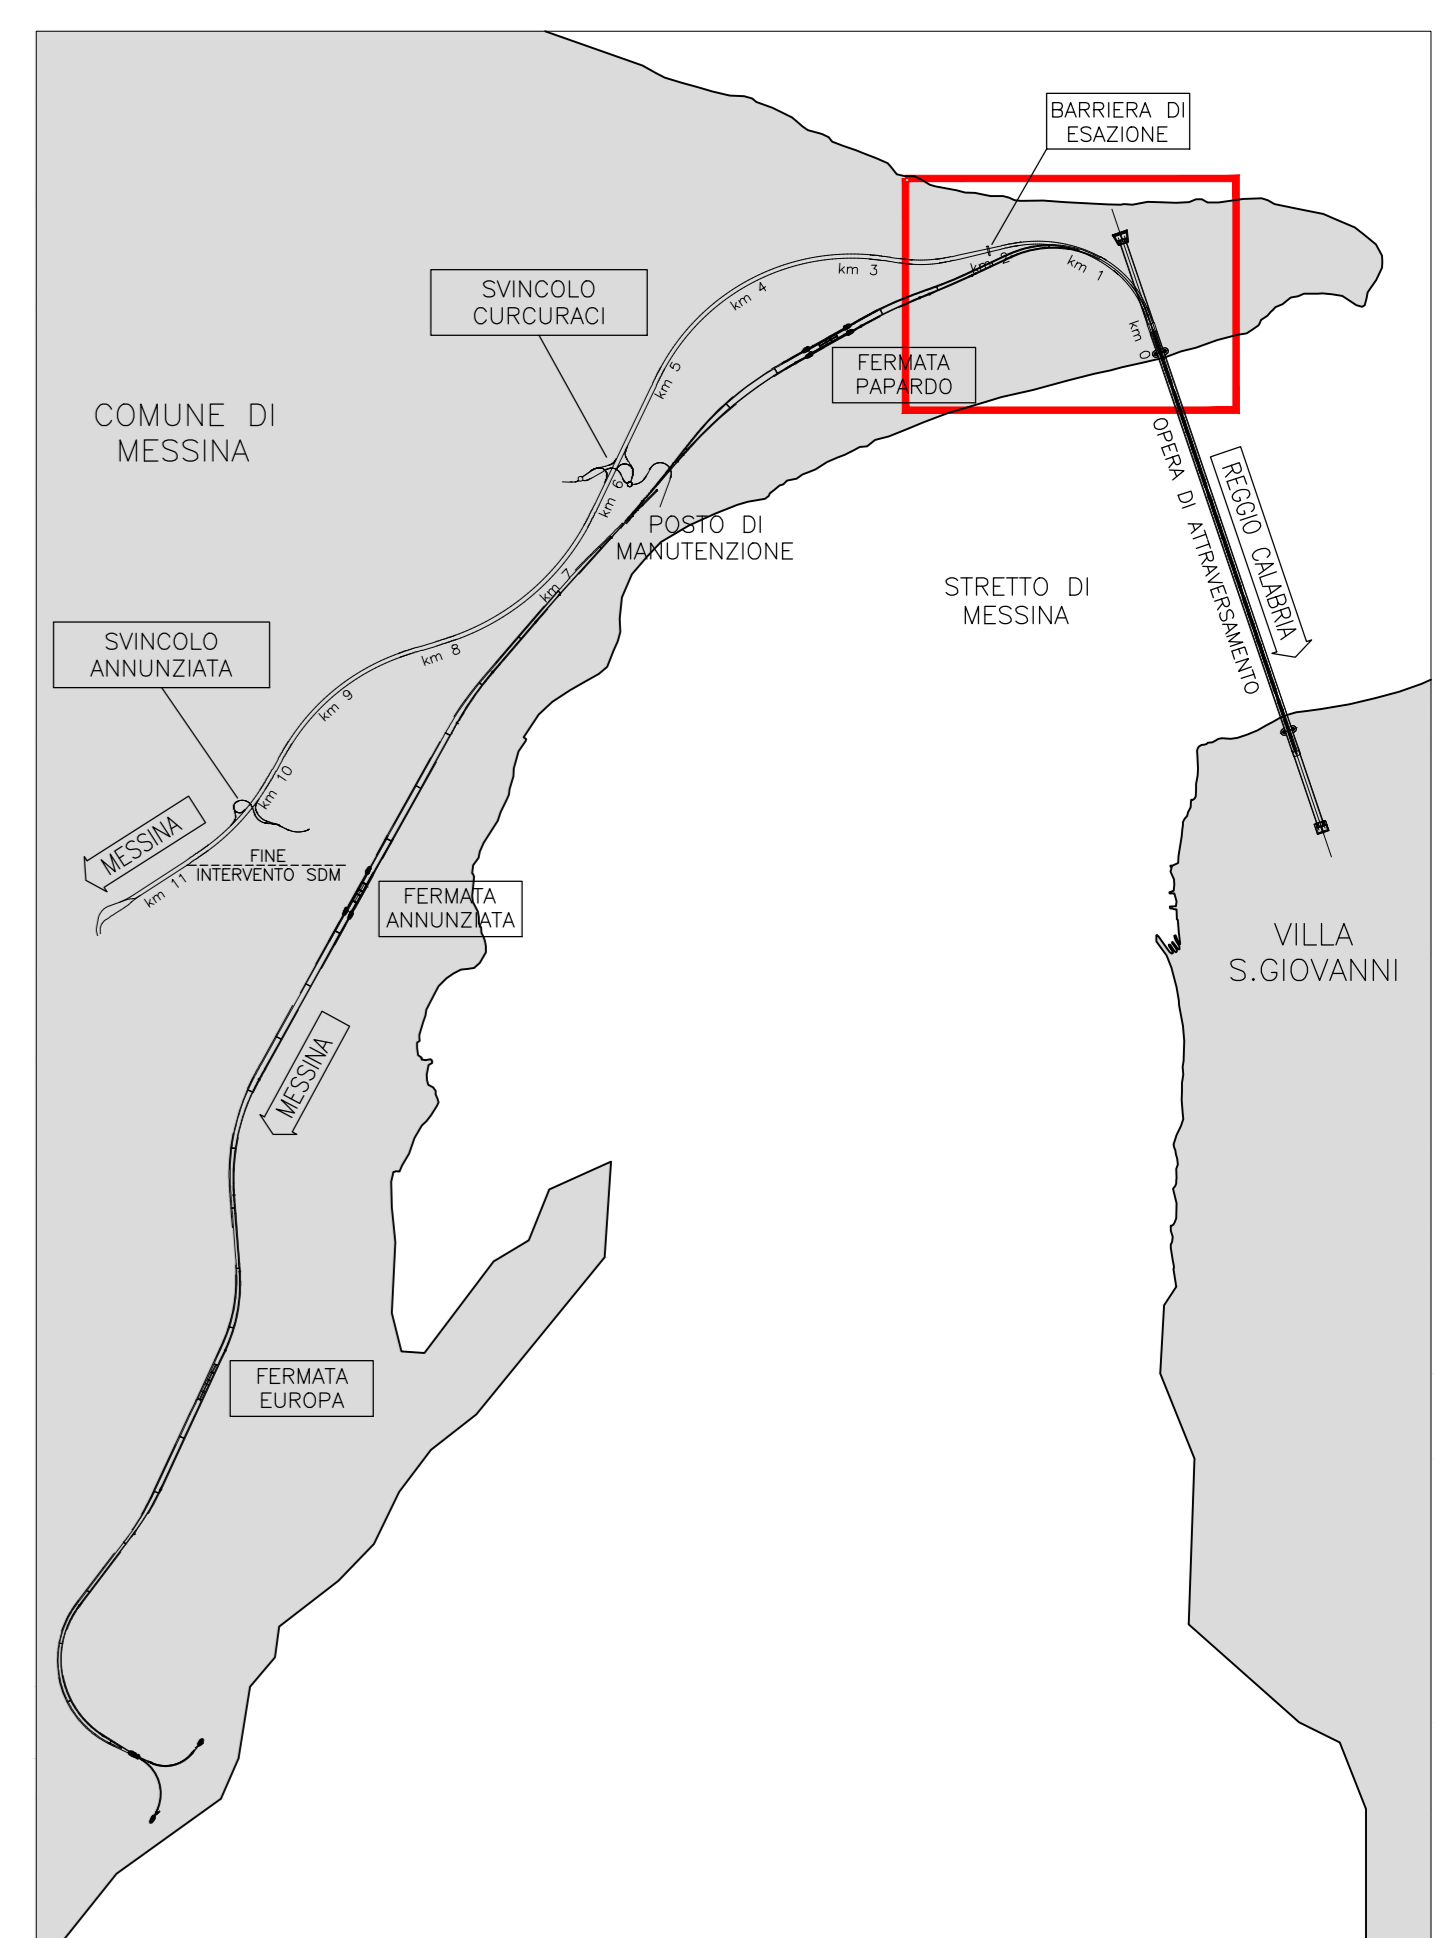 BARRIERA DI
ESAZIONE
SVINCOLO
CURCURACI
km 4
km 3
km 2
km 1
km 0
FERMATA
PAPARDO
km 5
COMUNE DI
MESSINA
km 6
POSTO DI
MANUTENZIONE
OPERA DI ATTRAVERSAMENTO
REGGIO CALABRIA
STRETTO DI
MESSINA
km 7
SVINCOLO
ANNUNZIATA
km 8
km 9
km 10
MESSINA
FINE
INTERVENTO SDM
km 11
FERMATA
ANNUNZIATA
VILLA
S.GIOVANNI
MESSINA
FERMATA
EUROPA